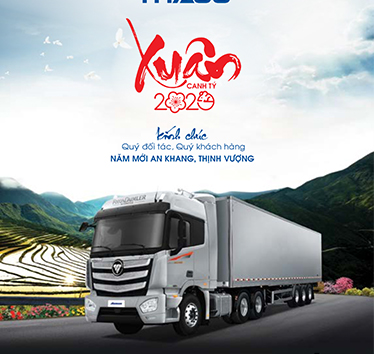 Xuân
CANH TÝ
2020
Kính chúc
Quý đối tác, Quý khách hàng
NĂM MỚI AN KHANG, THỊNH VƯỢNG